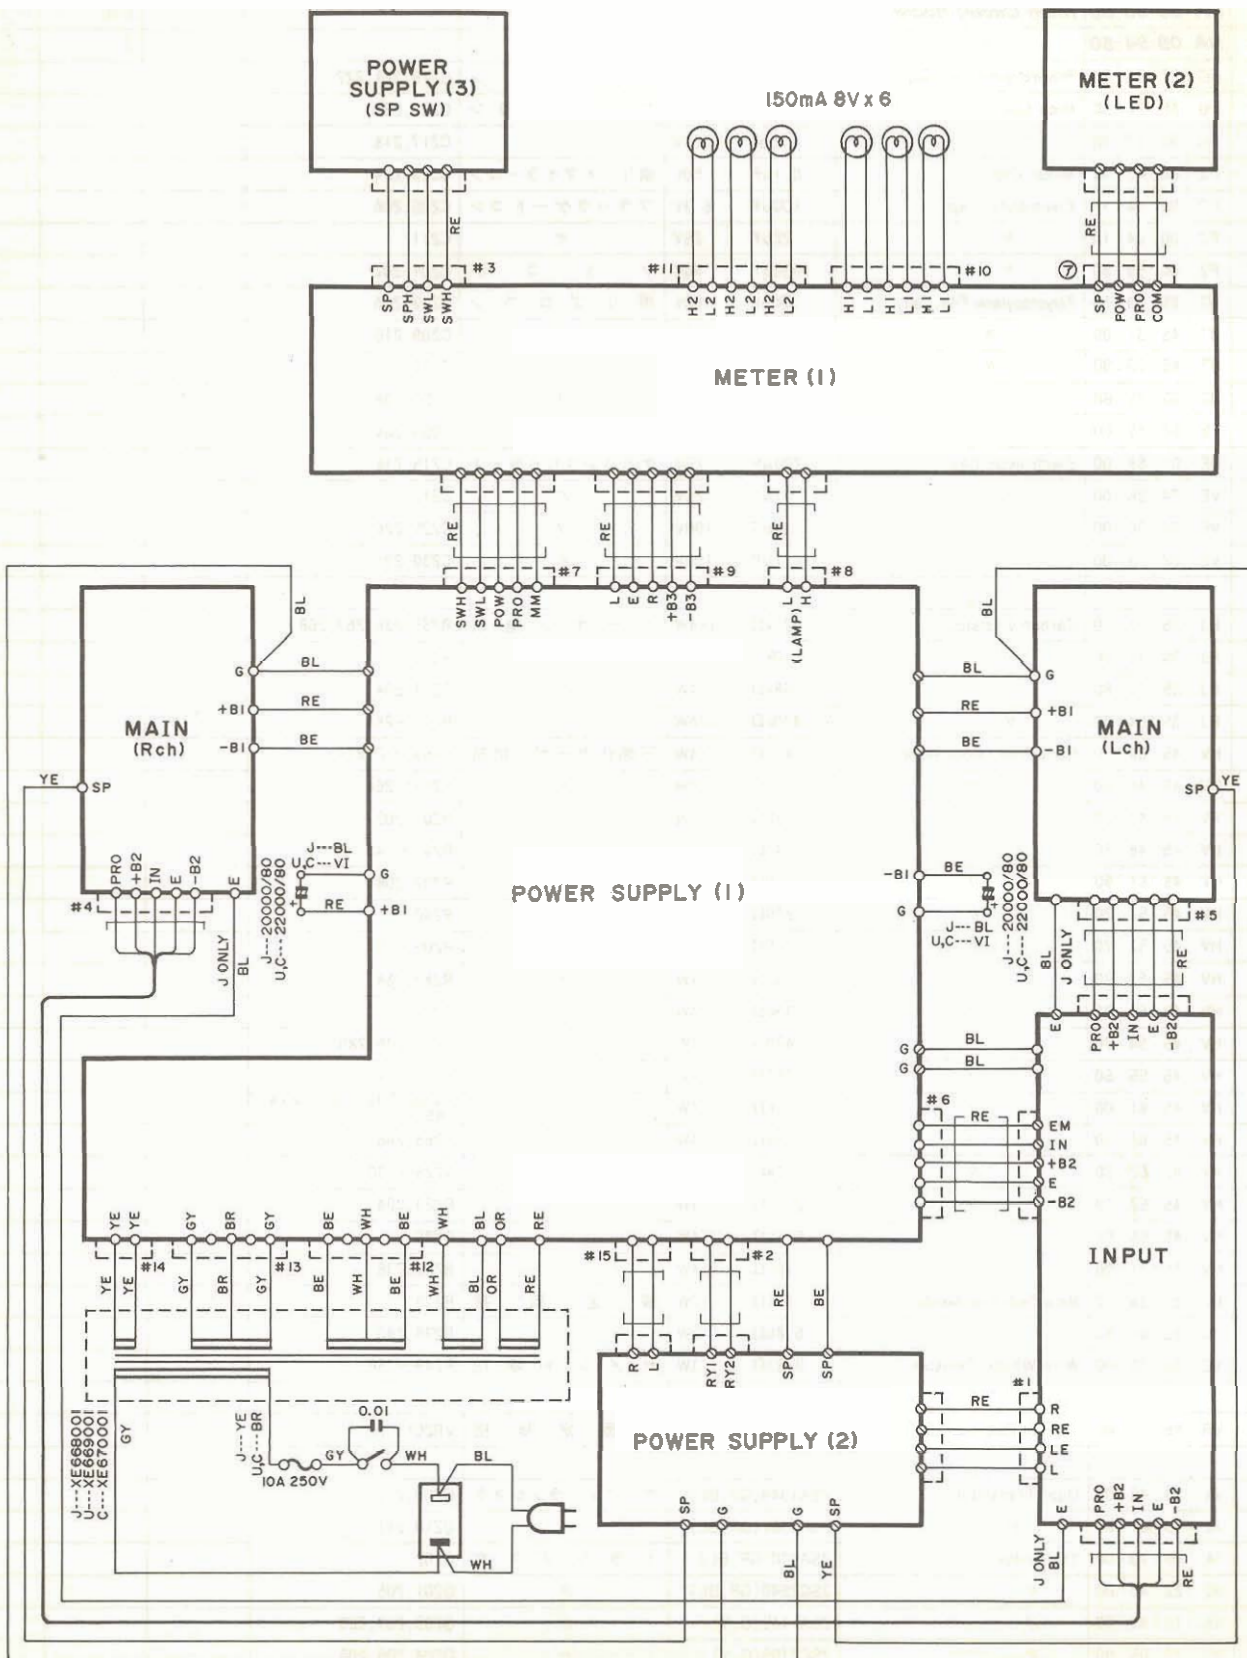 POWER
SUPPLY (3)
(SP SW)
METER (2)
(LED)
150mA 8V x 6
RE
RE
#3
#11
#10
⑦
SP
SPH
SWL
SWH
H2
L2
H2
L2
H2
L2
H1
L1
H1
L1
H1
L1
SP
POW
PRO
COM
METER (1)
RE
RE
RE
#7
#9
#8
SWH
SWL
POW
PRO
MM
L
E
R
+B3
-B3
L
H
(LAMP)
BL
BL
G
BL
BL
G
+B1
RE
RE
+B1
MAIN
(Rch)
-B1
BE
BE
-B1
MAIN
(Lch)
YE
SP
SP
YE
PRO
+B2
IN
E
-B2
E
#4
J ONLY
BL
J---20000/80
U,C---22000/80
J---BL
U,C---VI
G
+
RE
+B1
POWER SUPPLY (1)
-B1
BE
G
+
J---BL
U,C---VI
J---20000/80
U,C---22000/80
#5
BL
J ONLY
RE
E
PRO
+B2
IN
E
-B2
G
BL
G
BL
#6
RE
EM
IN
+B2
E
-B2
INPUT
YE
YE
GY
BR
GY
BE
WH
BE
WH
BL
OR
RE
#14
#13
#12
#15
#2
YE
YE
GY
BR
GY
BE
WH
BE
WH
BL
OR
RE
RE
BE
R
L
RY1
RY2
SP
SP
#1
RE
R
RE
LE
L
POWER SUPPLY (2)
J---XE66800I
U---XE66900I
C---XE67000I
GY
J---YE
U,C---BR
0.01
10A 250V
GY
WH
BL
WH
SP
G
G
SP
BL
YE
E
PRO
+B2
IN
E
-B2
J ONLY
BL
RE